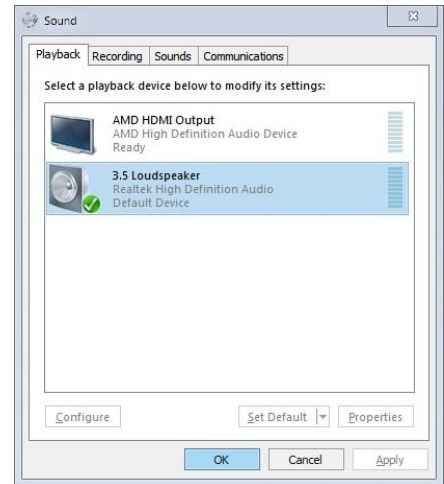 Sound
Playback Recording Sounds Communications
Select a playback device below to modify its settings:
AMD HDMI Output
AMD High Definition Audio Device
Ready
3.5 Loudspeaker
Realtek High Definition Audio
Default Device
Configure Set Default Properties
OK Cancel Apply